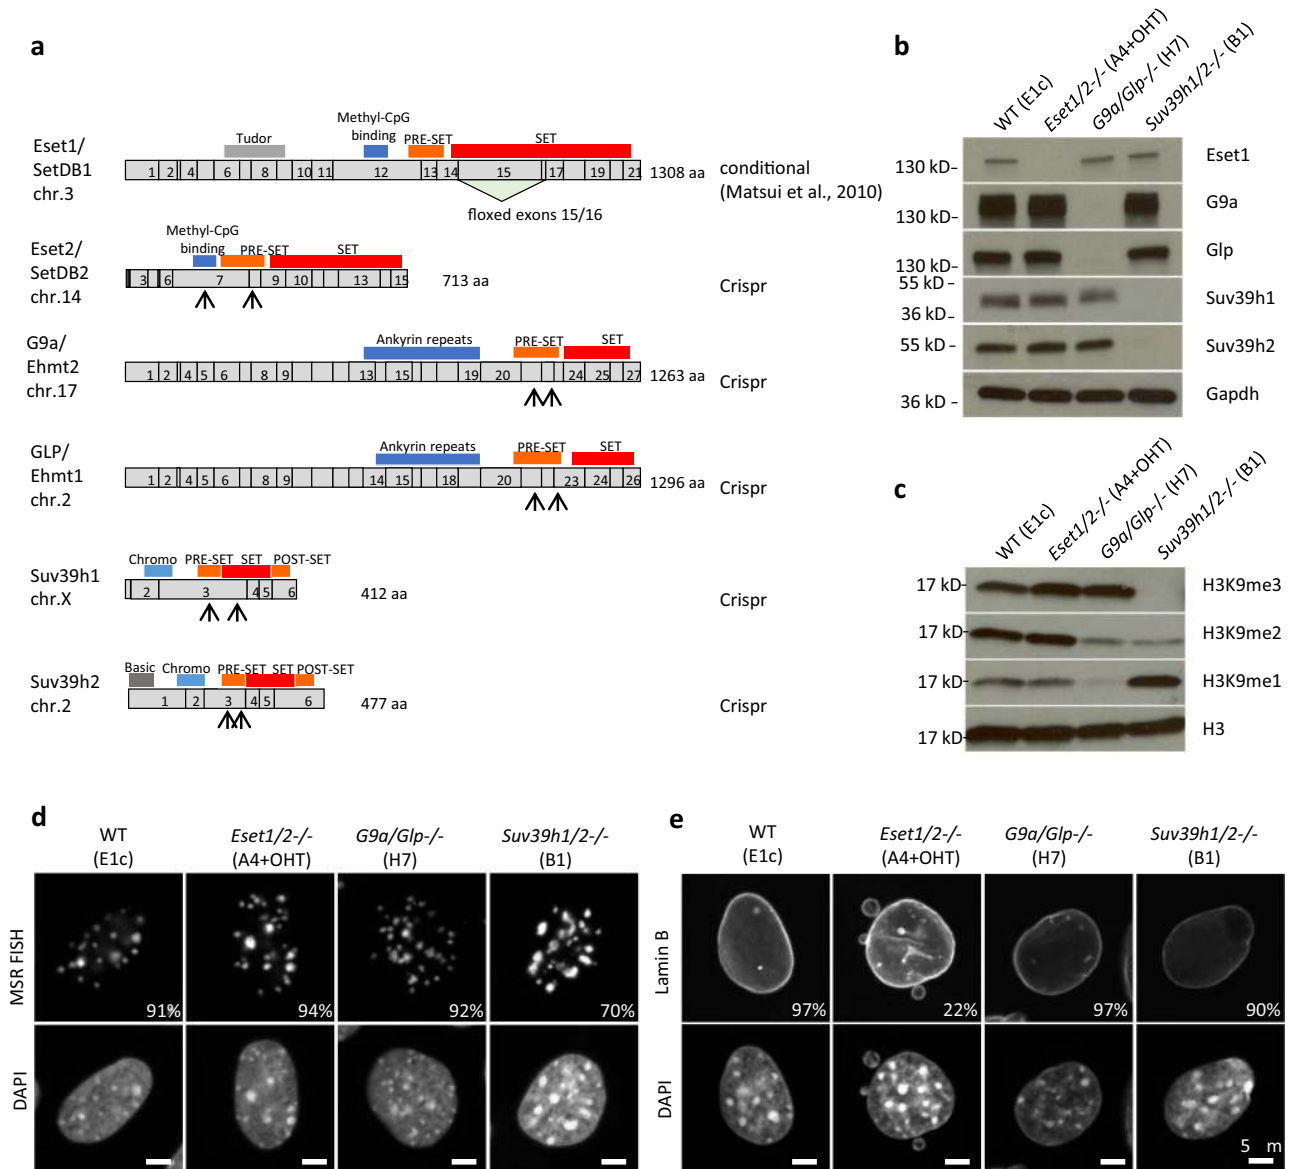 a
Eset1/
SetDB1
chr.3
Tudor
Methyl-CpG
binding
PRE-SET
SET
1 2 4 6 8 10 11 12 13 14 15 17 19 21
1308 aa
floxed exons 15/16
conditional
(Matsui et al., 2010)
Eset2/
SetDB2
chr.14
Methyl-CpG
binding
PRE-SET
SET
3 6 7 9 10 13 15
713 aa
Crispr
G9a/
Ehmt2
chr.17
Ankyrin repeats
PRE-SET
SET
1 2 4 5 6 8 9 13 15 19 20 24 25 27
1263 aa
Crispr
GLP/
Ehmt1
chr.2
Ankyrin repeats
PRE-SET
SET
1 2 4 5 6 8 9 14 15 18 20 23 24 26
1296 aa
Crispr
Suv39h1
chr.X
Chromo
PRE-SET
SET
POST-SET
2 3 4 5 6
412 aa
Crispr
Suv39h2
chr.2
Basic
Chromo
PRE-SET
SET
POST-SET
1 2 3 4 5 6
477 aa
Crispr
b
WT (E1c)
Eset1/2-/- (A4+OHT)
G9a/Glp-/- (H7)
Suv39h1/2-/- (B1)
130 kD –
Eset1
130 kD –
G9a
130 kD –
Glp
55 kD –
36 kD –
Suv39h1
55 kD –
Suv39h2
36 kD –
Gapdh
c
WT (E1c)
Eset1/2-/- (A4+OHT)
G9a/Glp-/- (H7)
Suv39h1/2-/- (B1)
17 kD-
H3K9me3
17 kD-
H3K9me2
17 kD-
H3K9me1
17 kD-
H3
d
WT
(E1c)
Eset1/2-/-
(A4+OHT)
G9a/Glp-/-
(H7)
Suv39h1/2-/-
(B1)
MSR FISH
91%
94%
92%
70%
DAPI
e
WT
(E1c)
Eset1/2-/-
(A4+OHT)
G9a/Glp-/-
(H7)
Suv39h1/2-/-
(B1)
Lamin B
97%
22%
97%
90%
DAPI
5 m